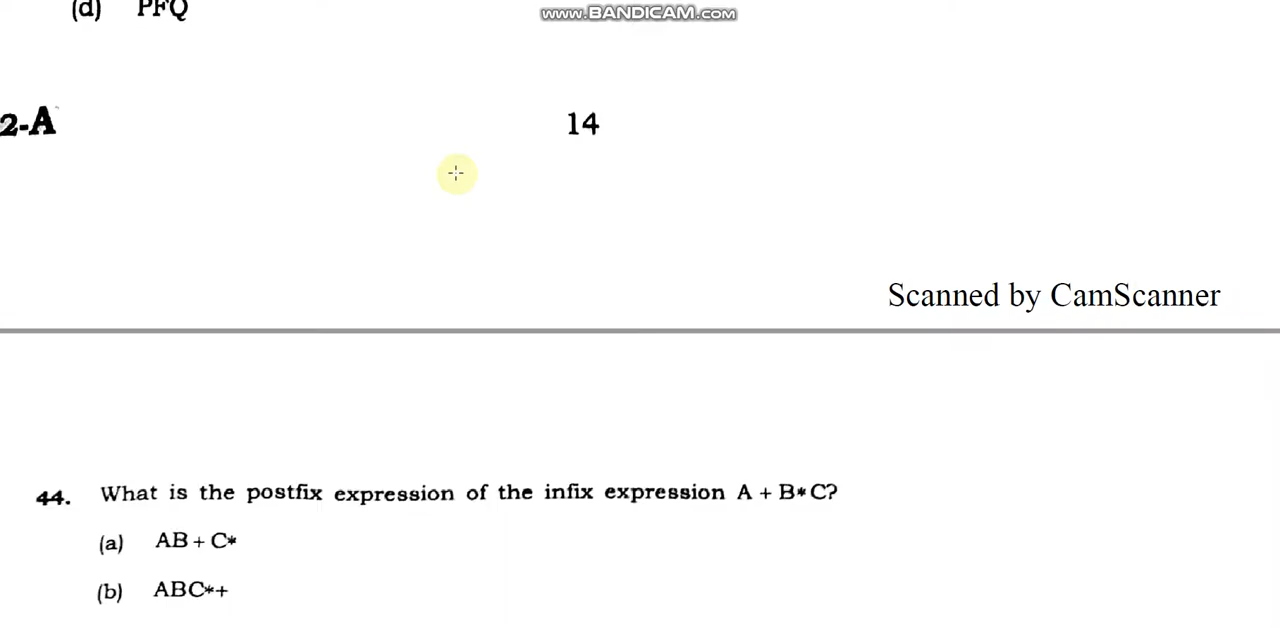 (d) PFQ
www.BANDICAM.com
2-A 14
Scanned by CamScanner
44. What is the postfix expression of the infix expression A + B*C?
(a) AB + C*
(b) ABC*+